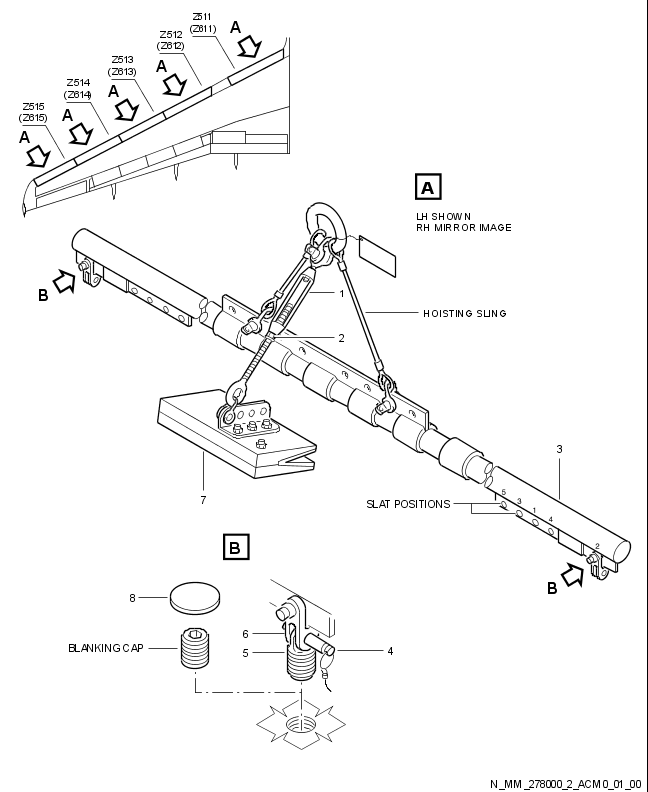 Z511
(Z611)
A
Z512
(Z612)
A
Z513
(Z613)
A
Z514
(Z614)
A
Z515
(Z615)
A
A
LH SHOWN
RH MIRROR IMAGE
B
1
HOISTING SLING
2
3
7
SLAT POSITIONS
5
3
1
4
2
B
B
8
6
BLANKING CAP
5
4
N_MM_278000_2_ACM0_01_00